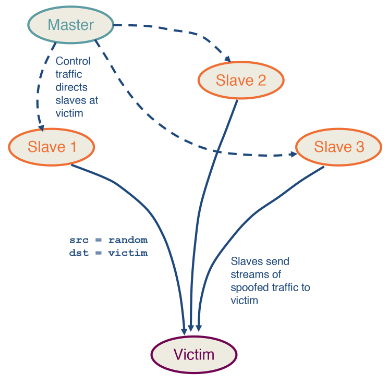 Master
Control
traffic
directs
slaves at
victim
Slave 2
Slave 1
Slave 3
src = random
dst = victim
Slaves send
streams of
spoofed traffic to
victim
Victim